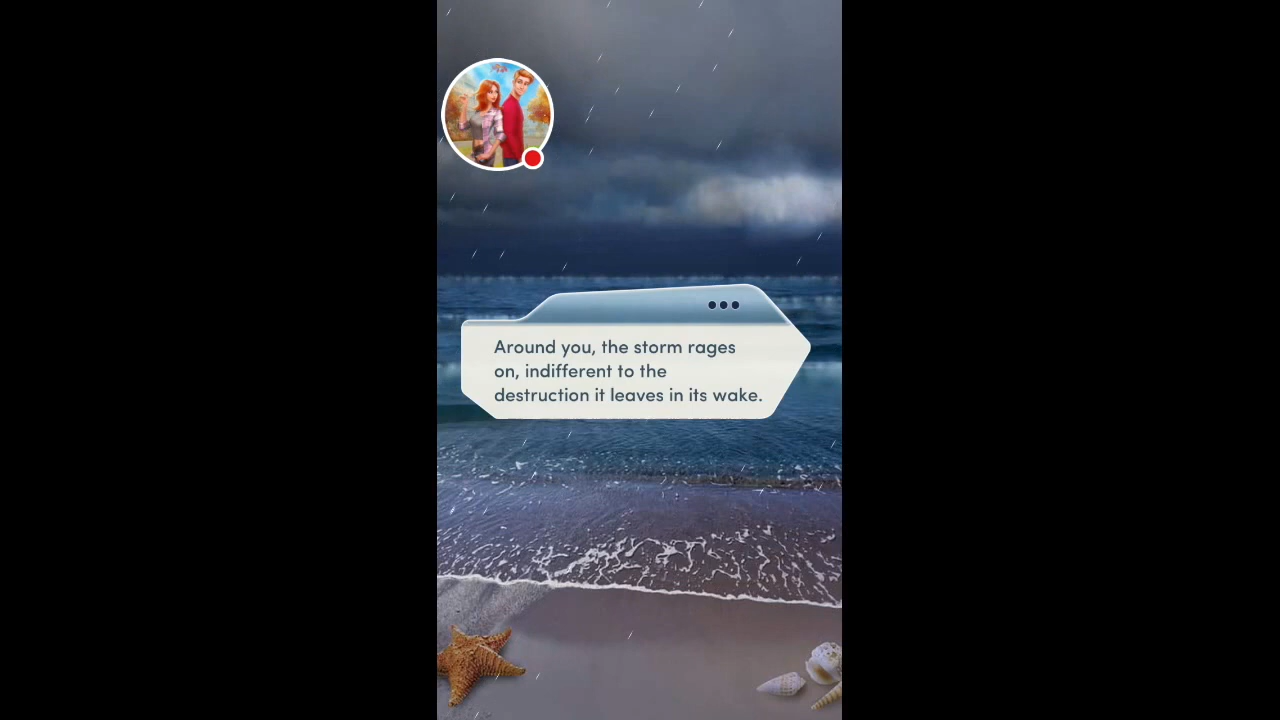 Around you, the storm rages
on, indifferent to the
destruction it leaves in its wake.